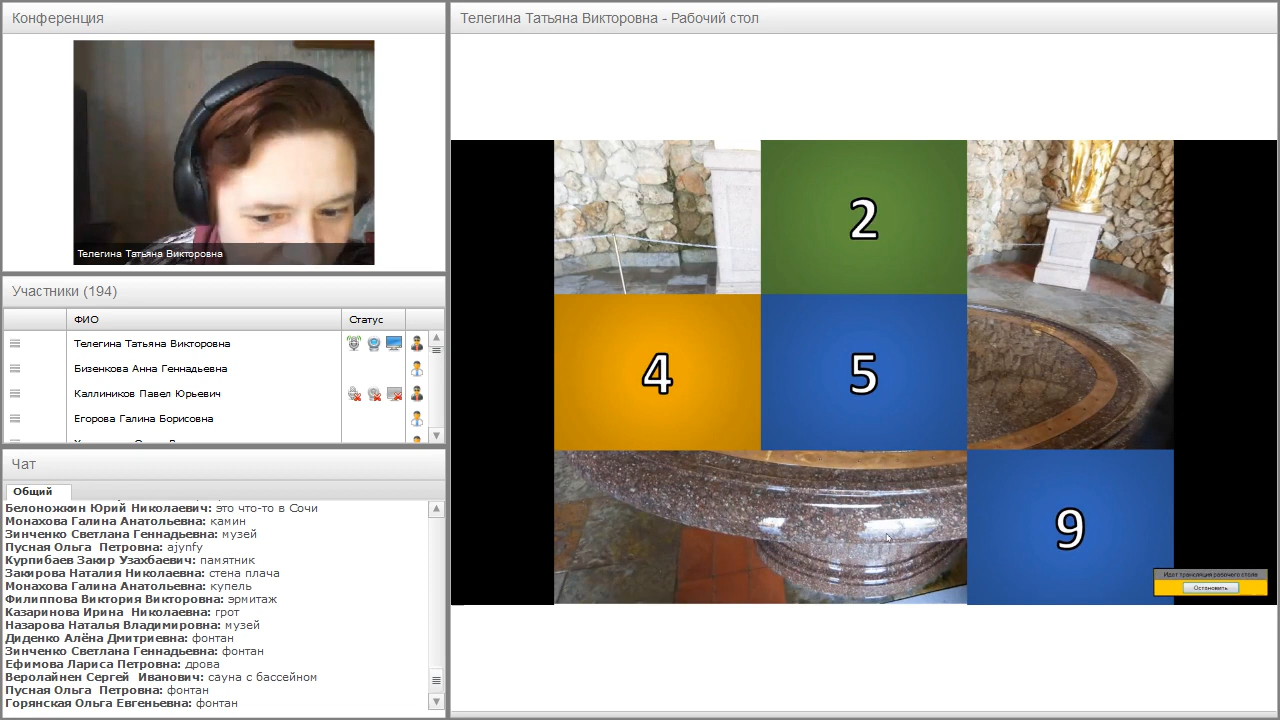 Конференция
Телегина Татьяна Викторовна
Участники (194)
ФИО
Статус
Телегина Татьяна Викторовна
Бизенкова Анна Геннадьевна
Каллиников Павел Юрьевич
Егорова Галина Борисовна
Чат
Общий
Белоножкин Юрий Николаевич: это что-то в Сочи
Монахова Галина Анатольевна: камин
Зинченко Светлана Геннадьевна: музей
Пусная Ольга Петровна: ajynfy
Курпибаев Закир Узахбаевич: памятник
Закирова Наталия Николаевна: стена плача
Монахова Галина Анатольевна: купель
Филиппова Виктория Викторовна: эрмитаж
Казаринова Ирина Николаевна: грот
Назарова Наталья Владимировна: музей
Диденко Алёна Дмитриевна: фонтан
Зинченко Светлана Геннадьевна: фонтан
Ефимова Лариса Петровна: дрова
Веролайнен Сергей Иванович: сауна с бассейном
Пусная Ольга Петровна: фонтан
Горянская Ольга Евгеньевна: фонтан
Телегина Татьяна Викторовна - Рабочий стол
2
4
5
9
Идет трансляция рабочего стола
Остановить